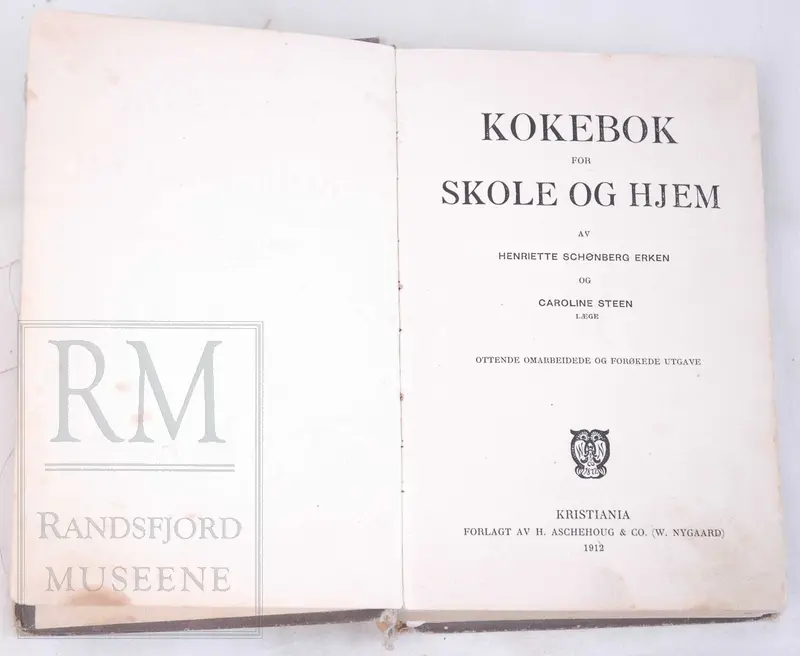 RM
RANDSFJORD
MUSEENE
KOKEBOK
FOR
SKOLE OG HJEM
AV
HENRIETTE SCHØNBERG ERKEN
OG
CAROLINE STEEN
LÆGE
OTTENDE OMARBEIDEDE OG FORØKEDE UTGAVE
KRISTIANIA
FORLAGT AV H. ASCHEHOUG & CO. (W. NYGAARD)
1912